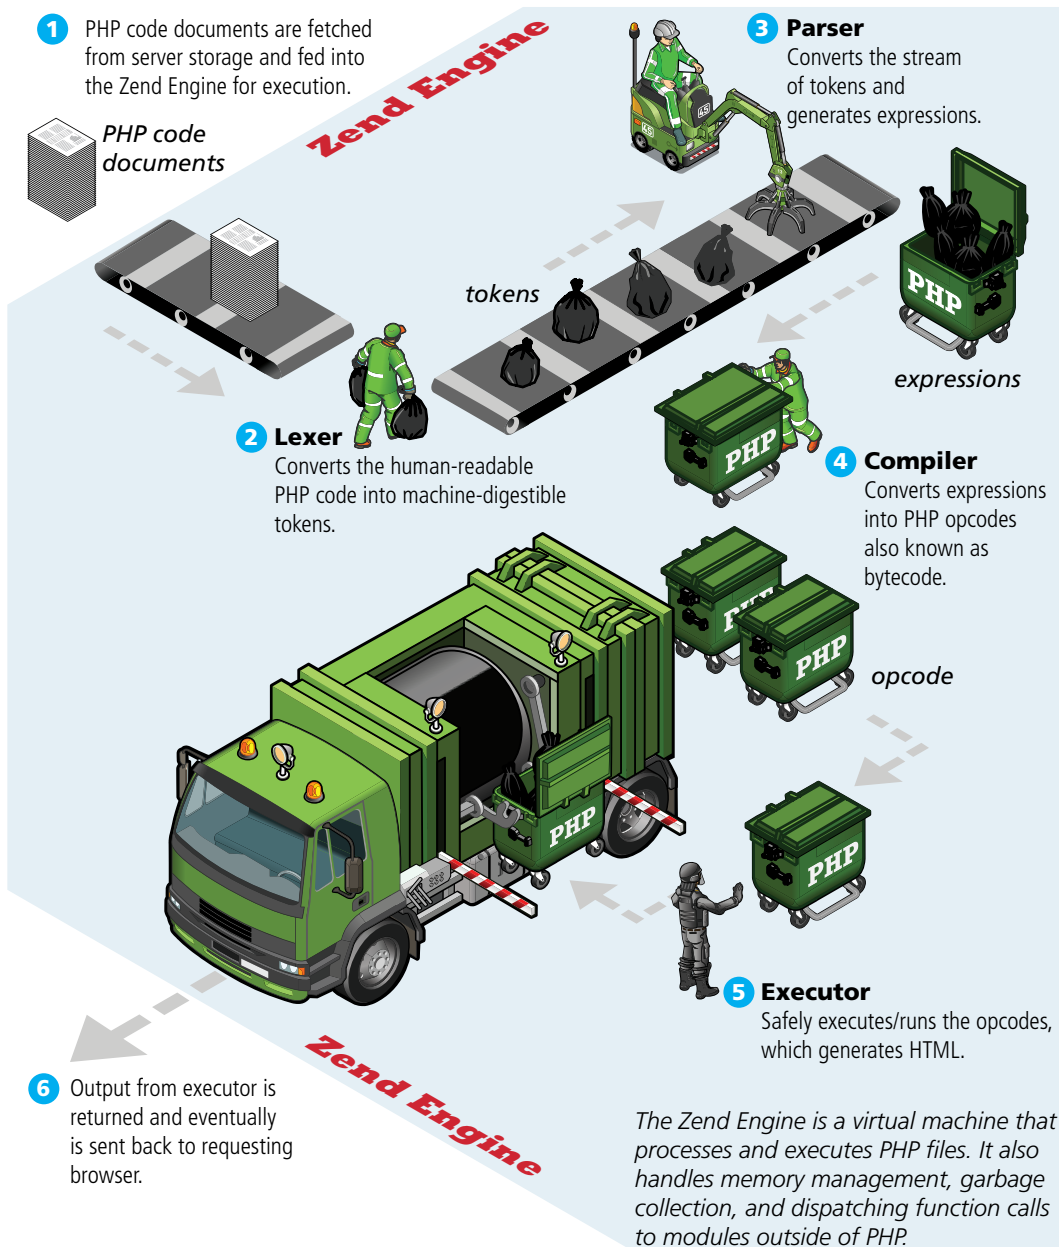 1 PHP code documents are fetched
from server storage and fed into
the Zend Engine for execution.
PHP code
documents
Zend Engine
3 Parser
Converts the stream
of tokens and
generates expressions.
45
45
tokens
PHP
expressions
2 Lexer
Converts the human-readable
PHP code into machine-digestible
tokens.
PHP
4 Compiler
Converts expressions
into PHP opcodes
also known as
bytecode.
PHP
PHP
opcode
PHP
PHP
5 Executor
Safely executes/runs the opcodes,
which generates HTML.
6 Output from executor is
returned and eventually
is sent back to requesting
browser.
Zend Engine
The Zend Engine is a virtual machine that
processes and executes PHP files. It also
handles memory management, garbage
collection, and dispatching function calls
to modules outside of PHP.